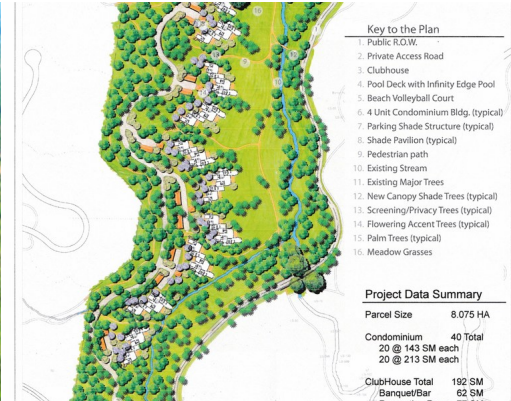 Key to the Plan
1. Public R.O.W.
2. Private Access Road
3. Clubhouse
4. Pool Deck with Infinity Edge Pool
5. Beach Volleyball Court
6. 4 Unit Condominium Bldg. (typical)
7. Parking Shade Structure (typical)
8. Shade Pavilion (typical)
9. Pedestrian path
10. Existing Stream
11. Existing Major Trees
12. New Canopy Shade Trees (typical)
13. Screening/Privacy Trees (typical)
14. Flowering Accent Trees (typical)
15. Palm Trees (typical)
16. Meadow Grasses
Project Data Summary
Parcel Size 8.075 HA
Condominium 40 Total
20 @ 143 SM each
20 @ 213 SM each
ClubHouse Total 192 SM
Banquet/Bar 62 SM